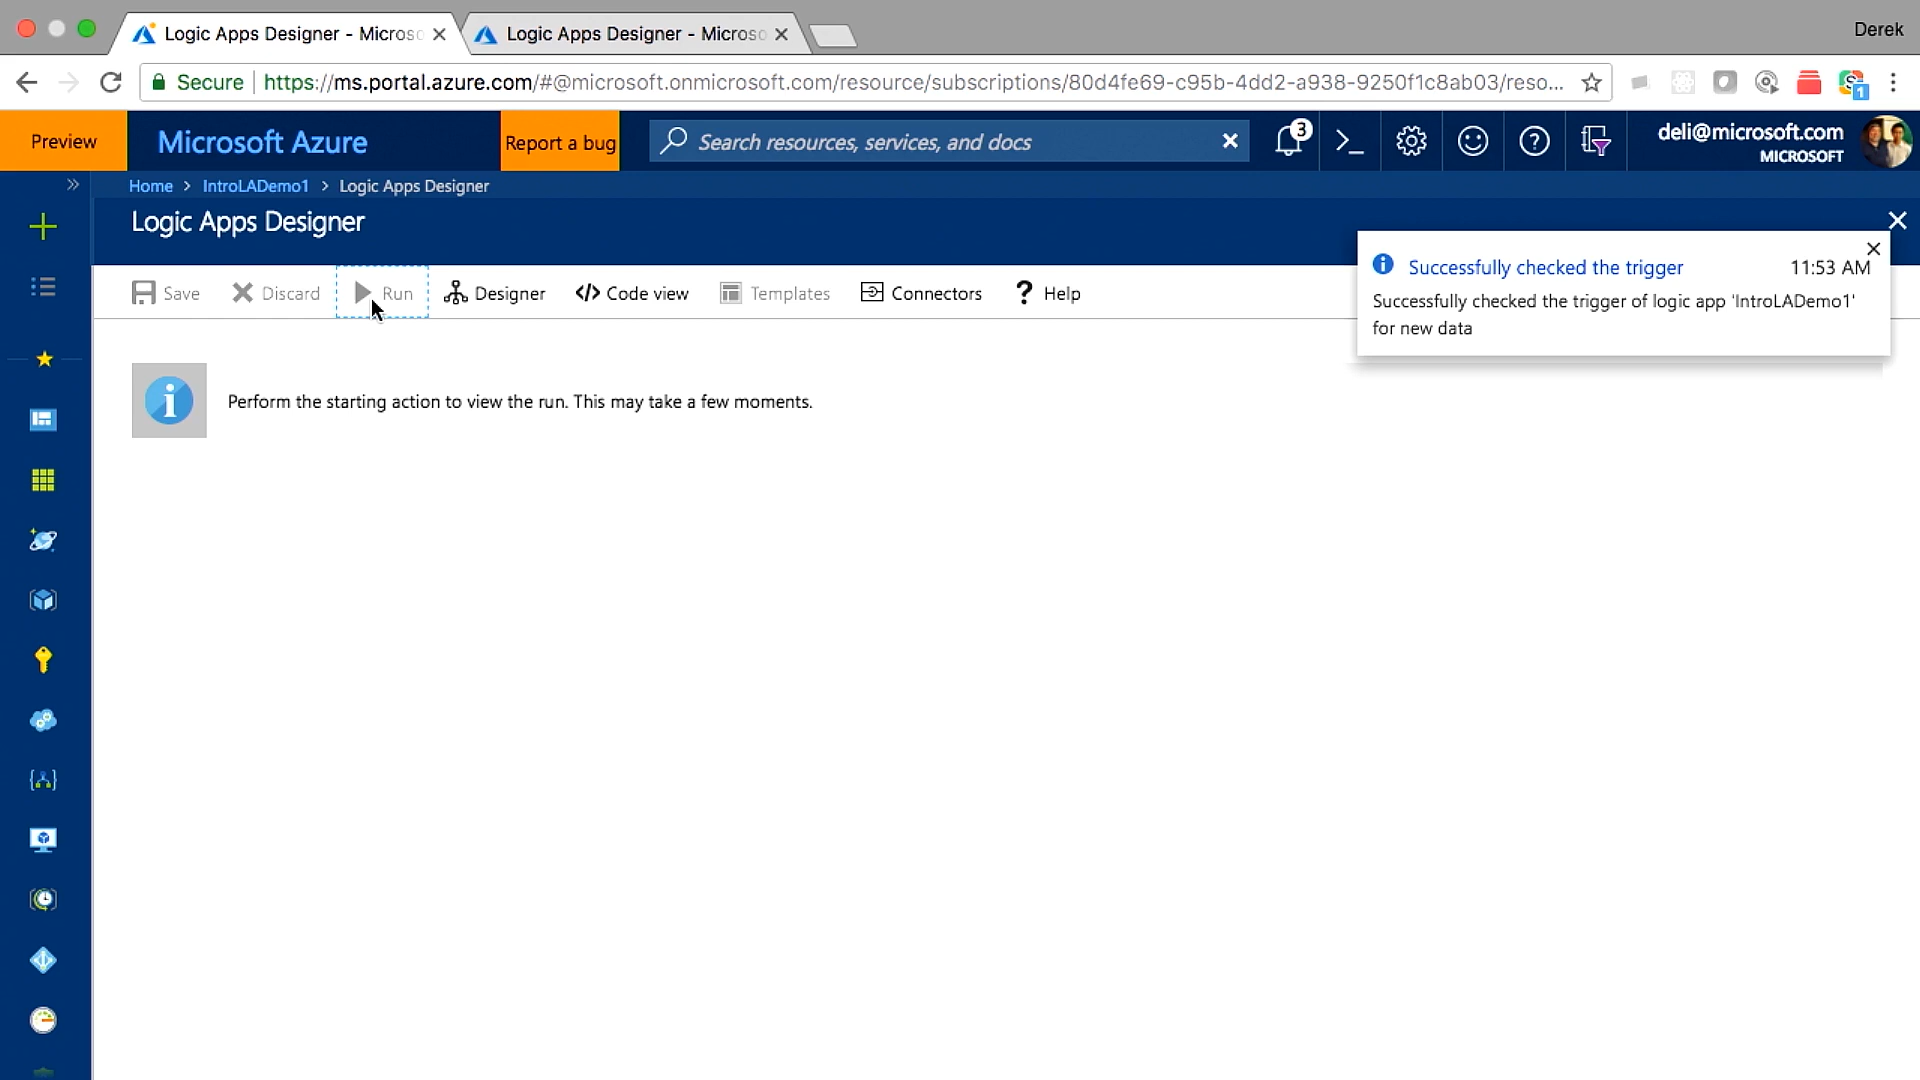 Logic Apps Designer - Microso
Logic Apps Designer - Microso
Derek
Secure
https://ms.portal.azure.com/#@microsoft.onmicrosoft.com/resource/subscriptions/80d4fe69-c95b-4dd2-a938-9250f1c8ab03/reso...
1
Preview
Microsoft Azure
Report a bug
Search resources, services, and docs
3
deli@microsoft.com
MICROSOFT
Home > IntroLADemo1 > Logic Apps Designer
Logic Apps Designer
Successfully checked the trigger 11:53 AM
Successfully checked the trigger of logic app 'IntroLADemo1'
for new data
Save Discard Run Designer Code view Templates Connectors Help
Perform the starting action to view the run. This may take a few moments.